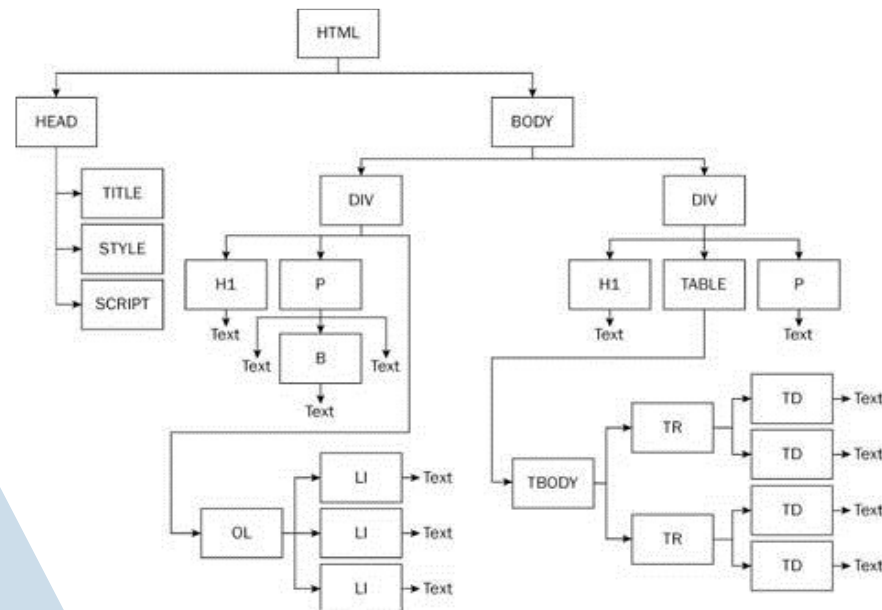 HTML
HEAD
BODY
TITLE
DIV
DIV
STYLE
H1
P
H1
TABLE
P
SCRIPT
Text
Text
Text
Text
B
Text
Text
TD
Text
TR
TD
Text
LI
Text
TBODY
OL
LI
Text
TD
Text
TR
LI
Text
TD
Text